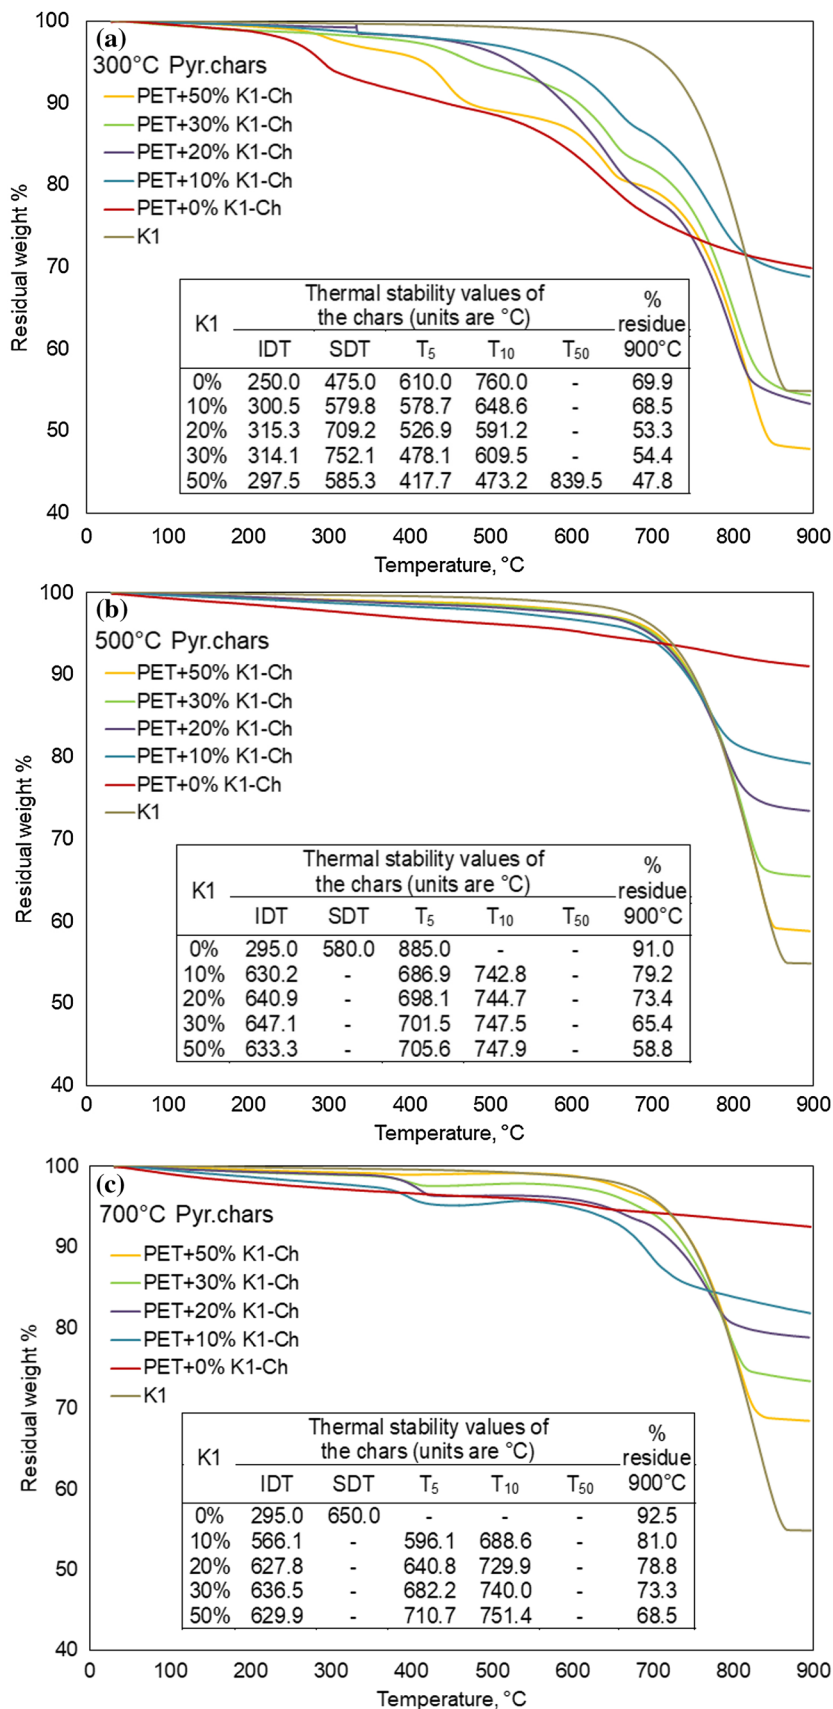 (a)
300°C Pyr.chars
PET+50% K1-Ch
PET+30% K1-Ch
PET+20% K1-Ch
PET+10% K1-Ch
PET+0% K1-Ch
K1
Residual weight %
100
90
80
70
60
50
40
K1 Thermal stability values of the chars (units are °C) % residue 900°C
IDT SDT T₅ T₁₀ T₅₀
0% 250.0 475.0 610.0 760.0 - 69.9
10% 300.5 579.8 578.7 648.6 - 68.5
20% 315.3 709.2 526.9 591.2 - 53.3
30% 314.1 752.1 478.1 609.5 - 54.4
50% 297.5 585.3 417.7 473.2 839.5 47.8
0 100 200 300 400 500 600 700 800 900
Temperature, °C
(b)
500°C Pyr.chars
PET+50% K1-Ch
PET+30% K1-Ch
PET+20% K1-Ch
PET+10% K1-Ch
PET+0% K1-Ch
K1
Residual weight %
100
90
80
70
60
50
40
K1 Thermal stability values of the chars (units are °C) % residue 900°C
IDT SDT T₅ T₁₀ T₅₀
0% 295.0 580.0 885.0 - - 91.0
10% 630.2 - 686.9 742.8 - 79.2
20% 640.9 - 698.1 744.7 - 73.4
30% 647.1 - 701.5 747.5 - 65.4
50% 633.3 - 705.6 747.9 - 58.8
0 100 200 300 400 500 600 700 800 900
Temperature, °C
(c)
700°C Pyr.chars
PET+50% K1-Ch
PET+30% K1-Ch
PET+20% K1-Ch
PET+10% K1-Ch
PET+0% K1-Ch
K1
Residual weight %
100
90
80
70
60
50
40
K1 Thermal stability values of the chars (units are °C) % residue 900°C
IDT SDT T₅ T₁₀ T₅₀
0% 295.0 650.0 - - - 92.5
10% 566.1 - 596.1 688.6 - 81.0
20% 627.8 - 640.8 729.9 - 78.8
30% 636.5 - 682.2 740.0 - 73.3
50% 629.9 - 710.7 751.4 - 68.5
0 100 200 300 400 500 600 700 800 900
Temperature, °C